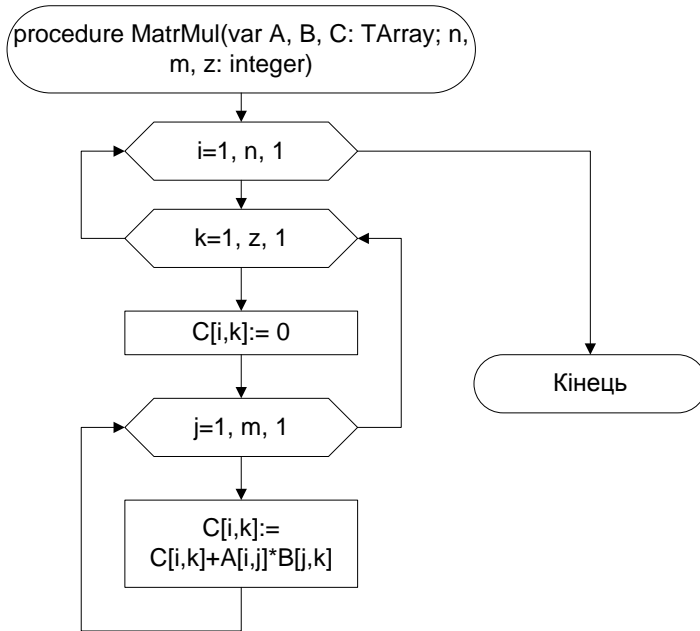 procedure MatrMul(var A, B, C: TArray; n,
m, z: integer)
i=1, n, 1
k=1, z, 1
C[i,k]:= 0
j=1, m, 1
C[i,k]:=
C[i,k]+A[i,j]*B[j,k]
Кінець